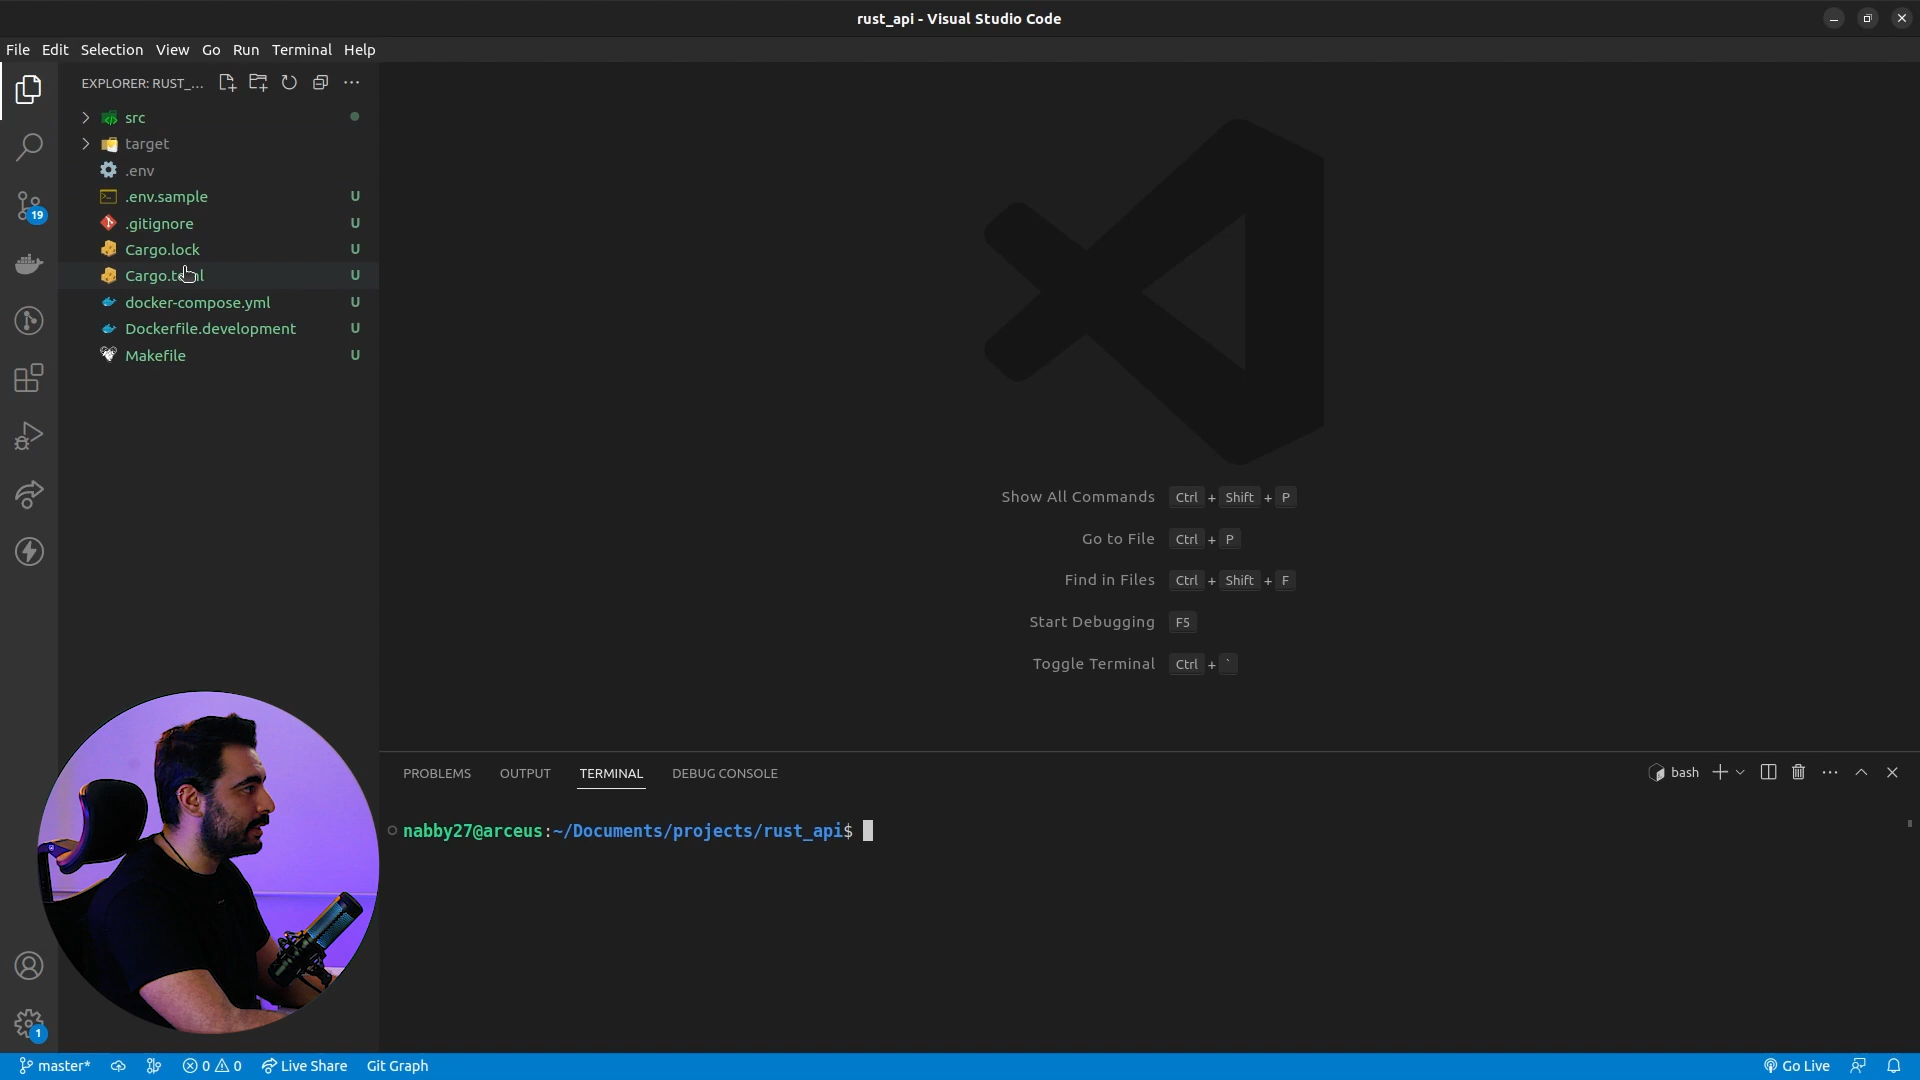 rust_api - Visual Studio Code
File Edit Selection View Go Run Terminal Help
EXPLORER: RUST_...
src
target
.env
.env.sample U
.gitignore U
Cargo.lock U
Cargo.toml U
docker-compose.yml U
Dockerfile.development U
Makefile U
19
Show All Commands Ctrl + Shift + P
Go to File Ctrl + P
Find in Files Ctrl + Shift + F
Start Debugging F5
Toggle Terminal Ctrl + `
PROBLEMS OUTPUT TERMINAL DEBUG CONSOLE bash
nabby27@arceus:~/Documents/projects/rust_api$
1
master* 0 0 Live Share Git Graph Go Live